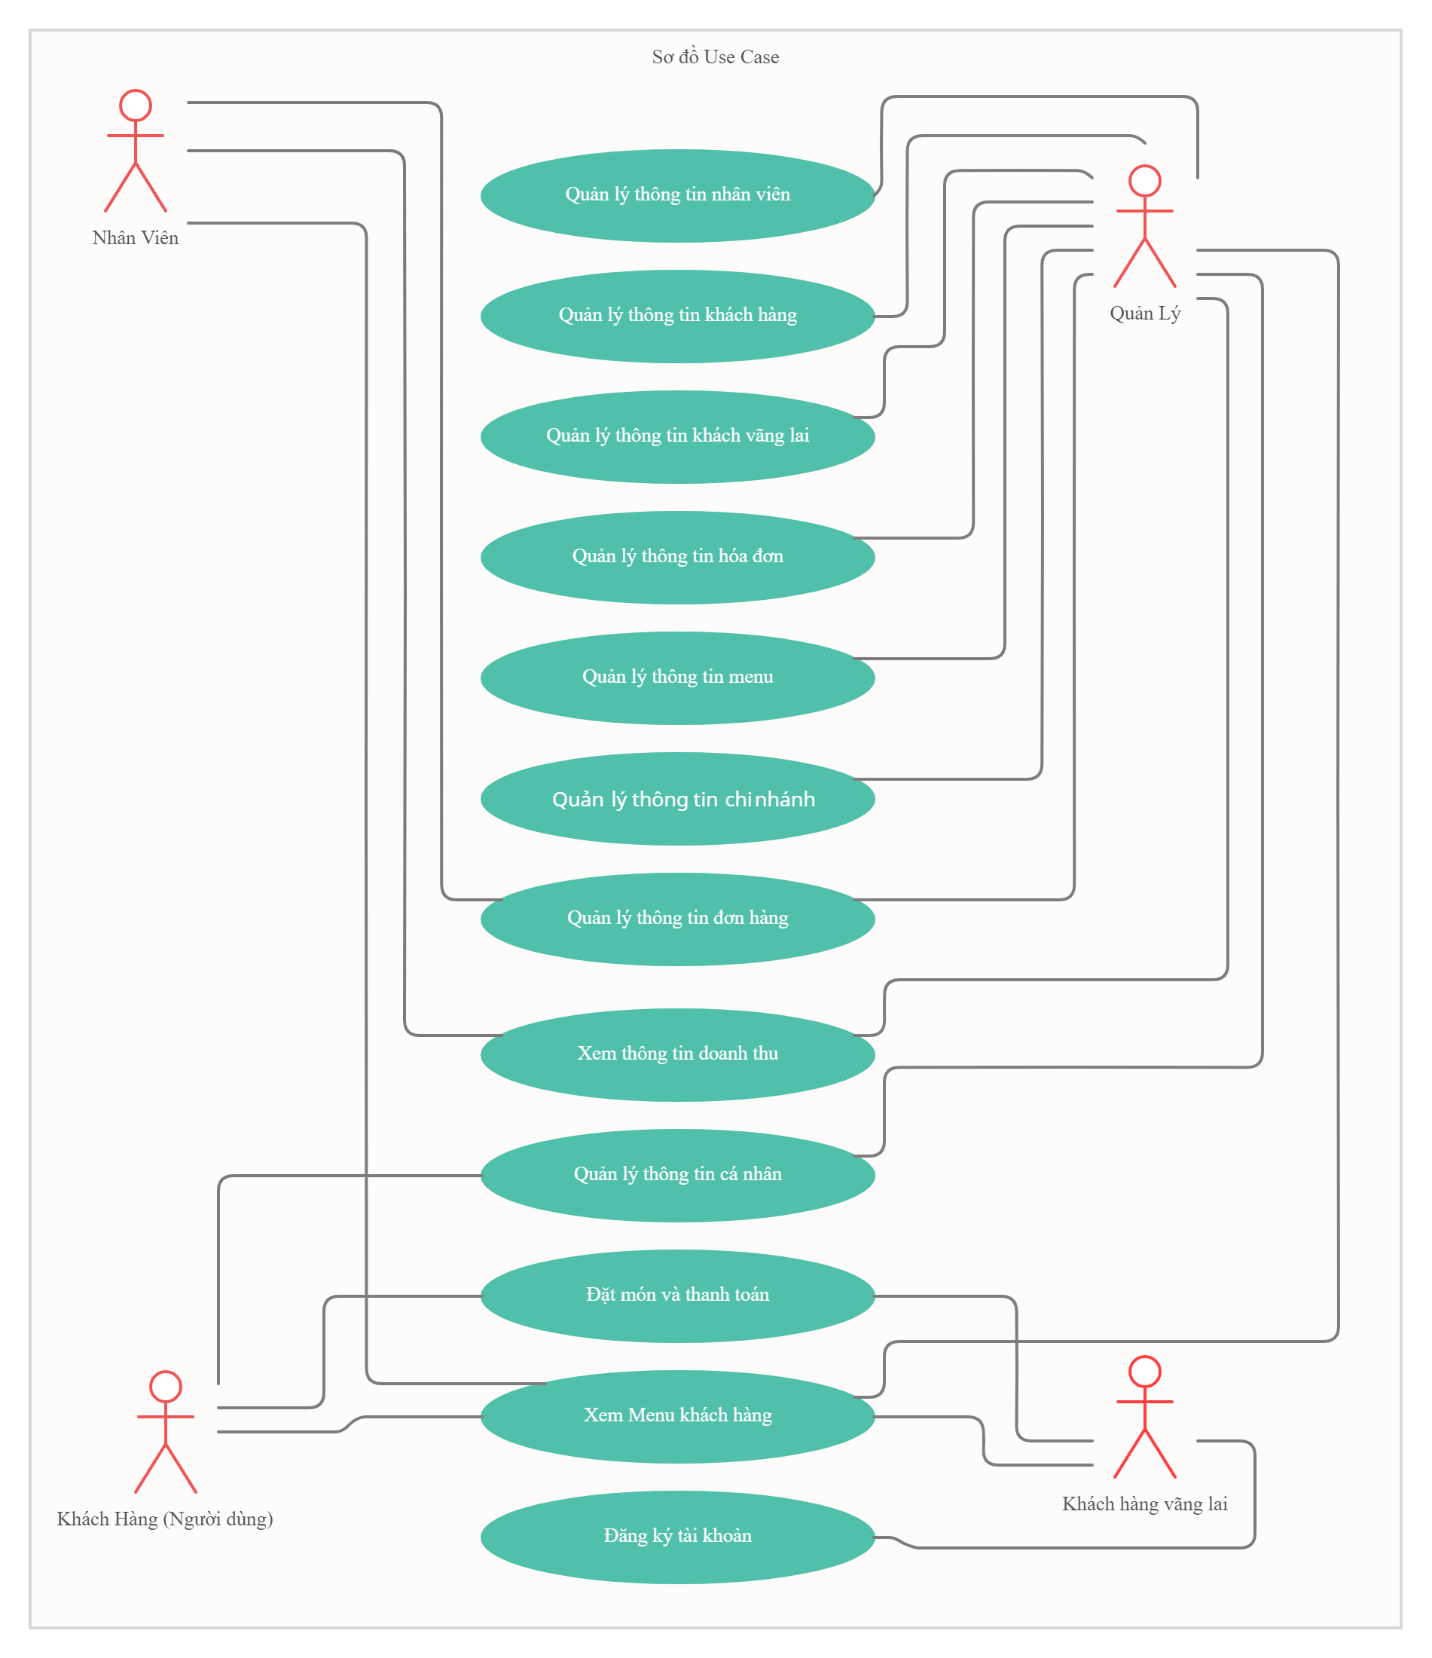 Sơ đồ Use Case
Nhân Viên
Quản lý thông tin nhân viên
Quản lý thông tin khách hàng
Quản Lý
Quản lý thông tin khách vãng lai
Quản lý thông tin hóa đơn
Quản lý thông tin menu
Quản lý thông tin chi nhánh
Quản lý thông tin đơn hàng
Xem thông tin doanh thu
Quản lý thông tin cá nhân
Đặt món và thanh toán
Xem Menu khách hàng
Khách hàng vãng lai
Khách Hàng (Người dùng)
Đăng ký tài khoản